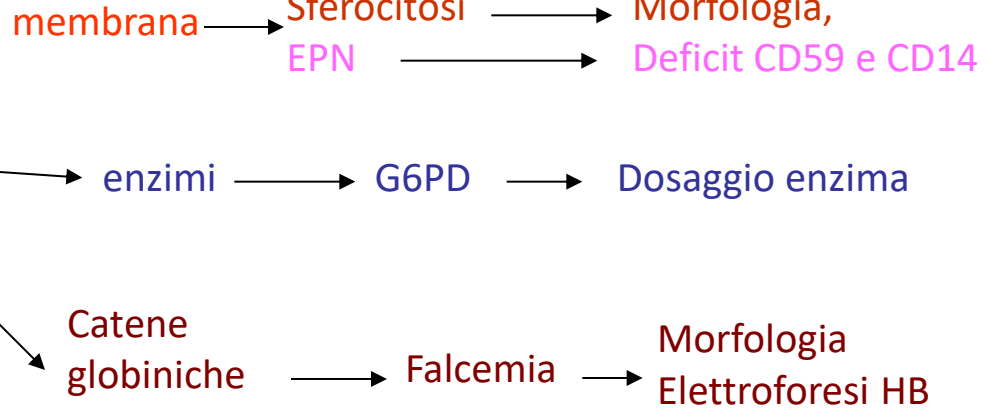 membrana Sferocitosi Morfologia,
EPN Deficit CD59 e CD14
enzimi G6PD Dosaggio enzima
Catene
globiniche Falcemia Morfologia
Elettroforesi HB